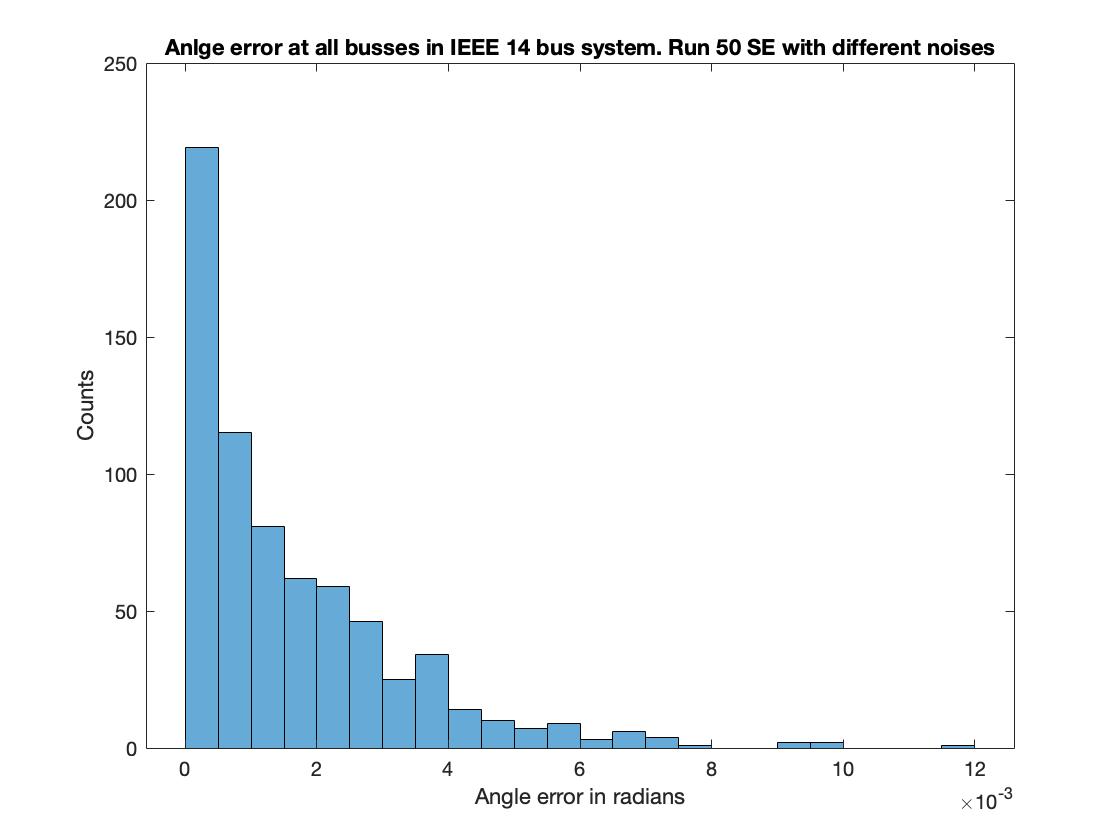 Anlge error at all busses in IEEE 14 bus system. Run 50 SE with different noises
250
200
150
100
50
0
Counts
0 2 4 6 8 10 12
×10-3
Angle error in radians